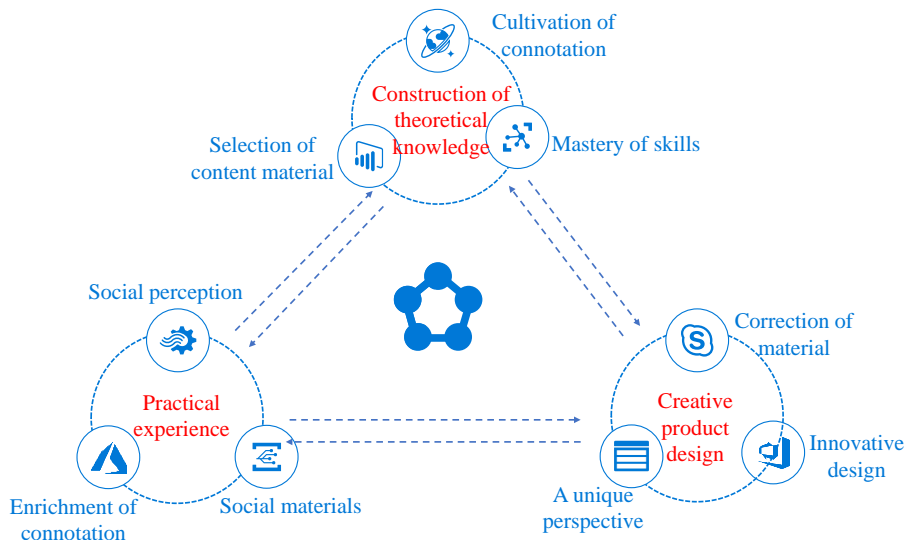 Cultivation of
connotation
Construction of
theoretical
knowledge
Selection of
content material
Mastery of skills
Social perception
Practical
experience
Enrichment of
connotation
Social materials
Correction of
material
Creative
product
design
Innovative
design
A unique
perspective
S